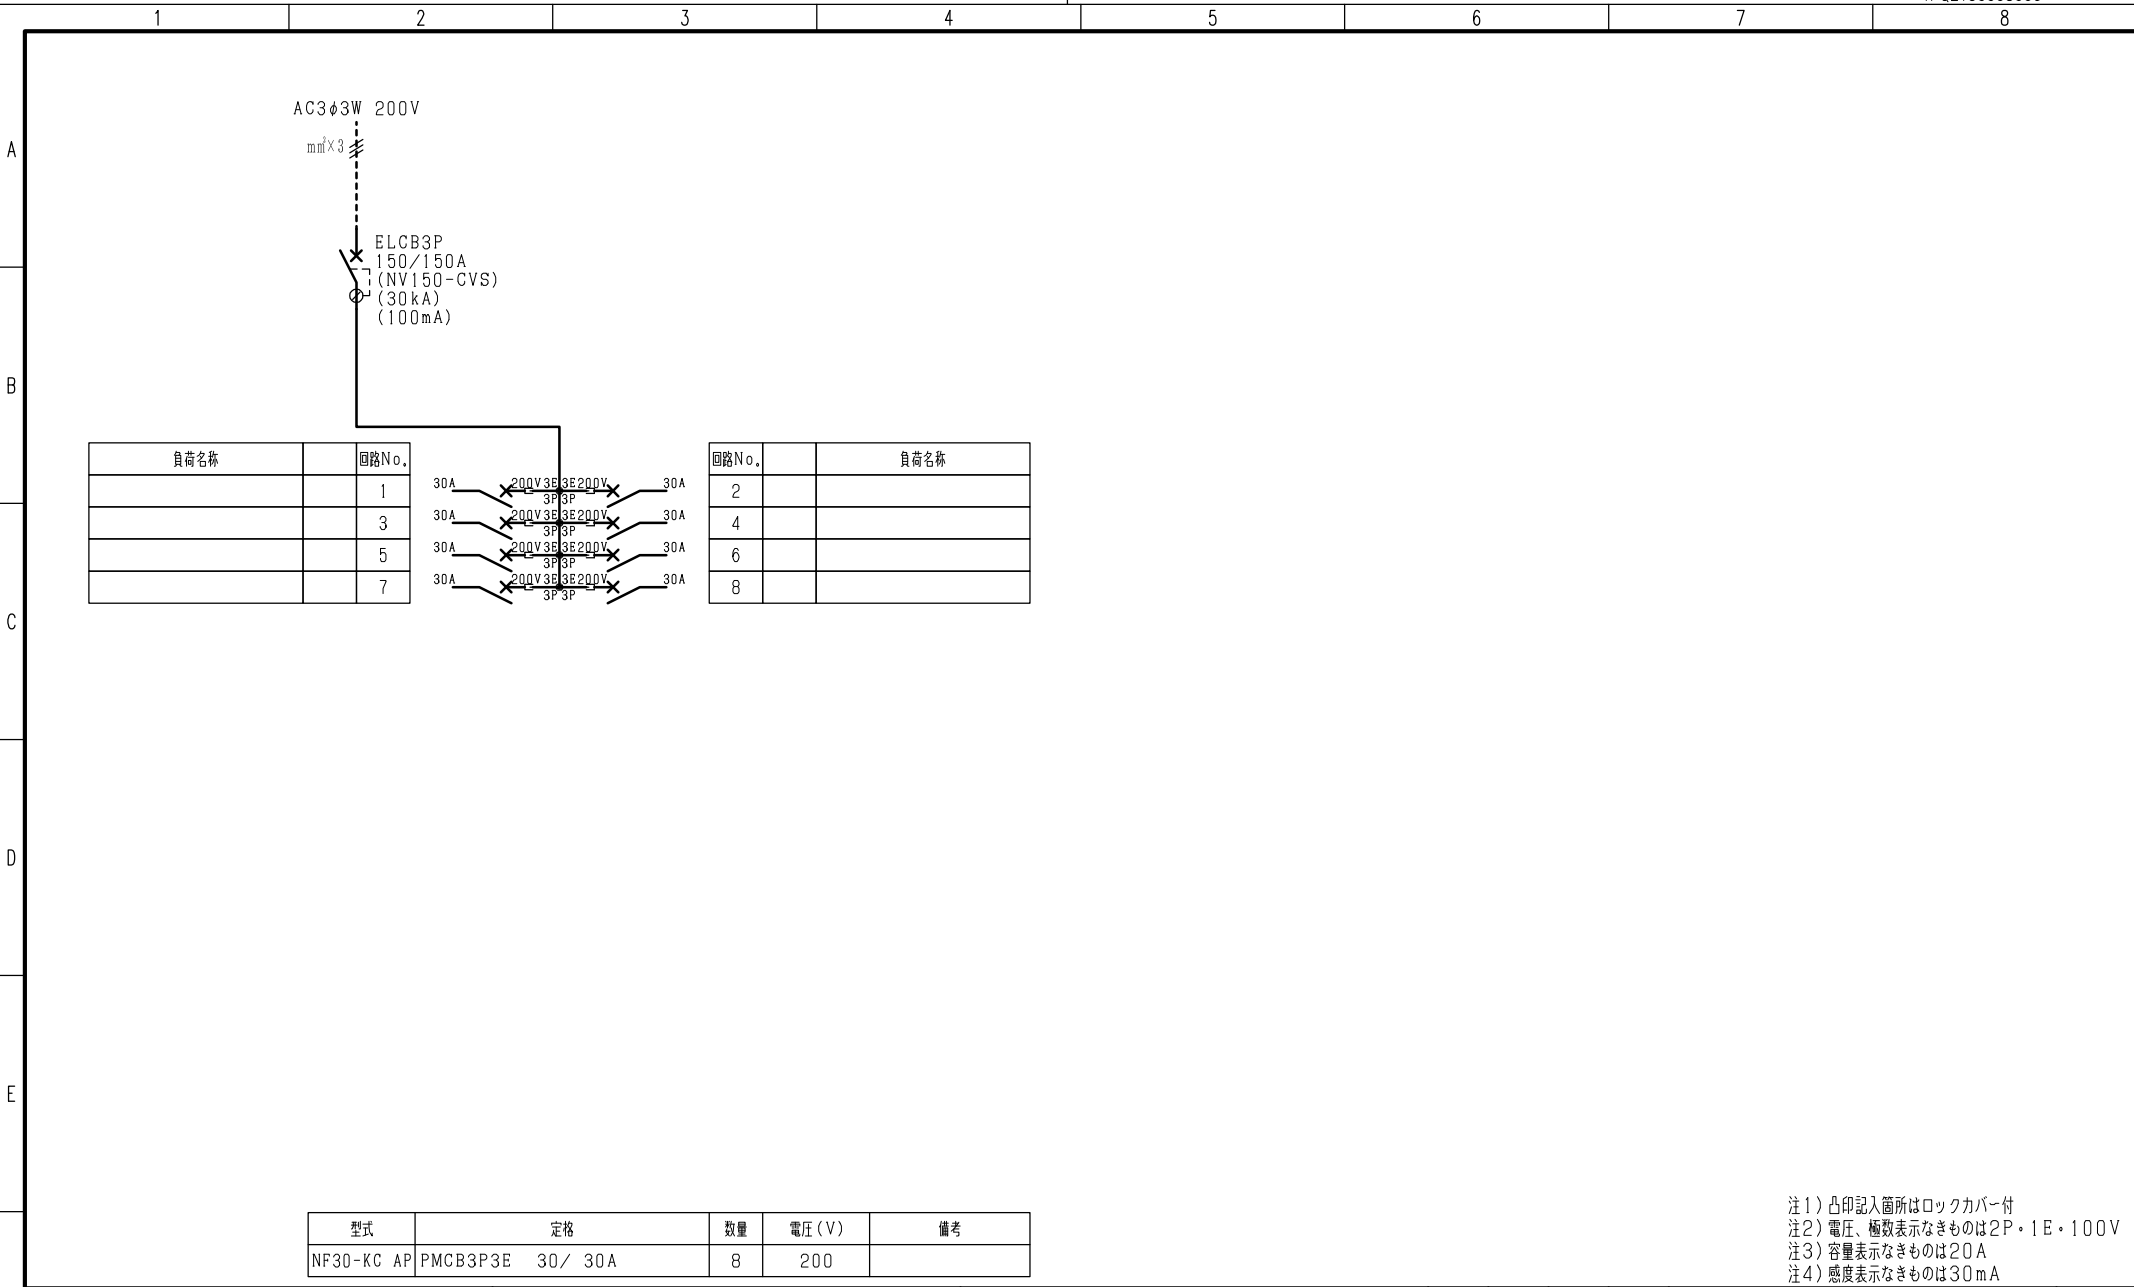 1 2 3 4 5 6 7 8
A
B
C
D
E
AC3φ3W 200V
mm²×3
ELCB3P
150/150A
(NV150-CVS)
(30kA)
(100mA)
負荷名称 回路No. 回路No. 負荷名称
1 30A 200V 3E 3E 200V 30A 2
3P 3P
3 30A 200V 3E 3E 200V 30A 4
3P 3P
5 30A 200V 3E 3E 200V 30A 6
3P 3P
7 30A 200V 3E 3E 200V 30A 8
3P 3P
型式 定格 数量 電圧(V) 備考
NF30-KC AP PMCB3P3E 30/ 30A 8 200
注1)凸印記入箇所はロックカバー付
注2)電圧、極数表示なきものは2P・1E・100V
注3)容量表示なきものは20A
注4)感度表示なきものは30mA